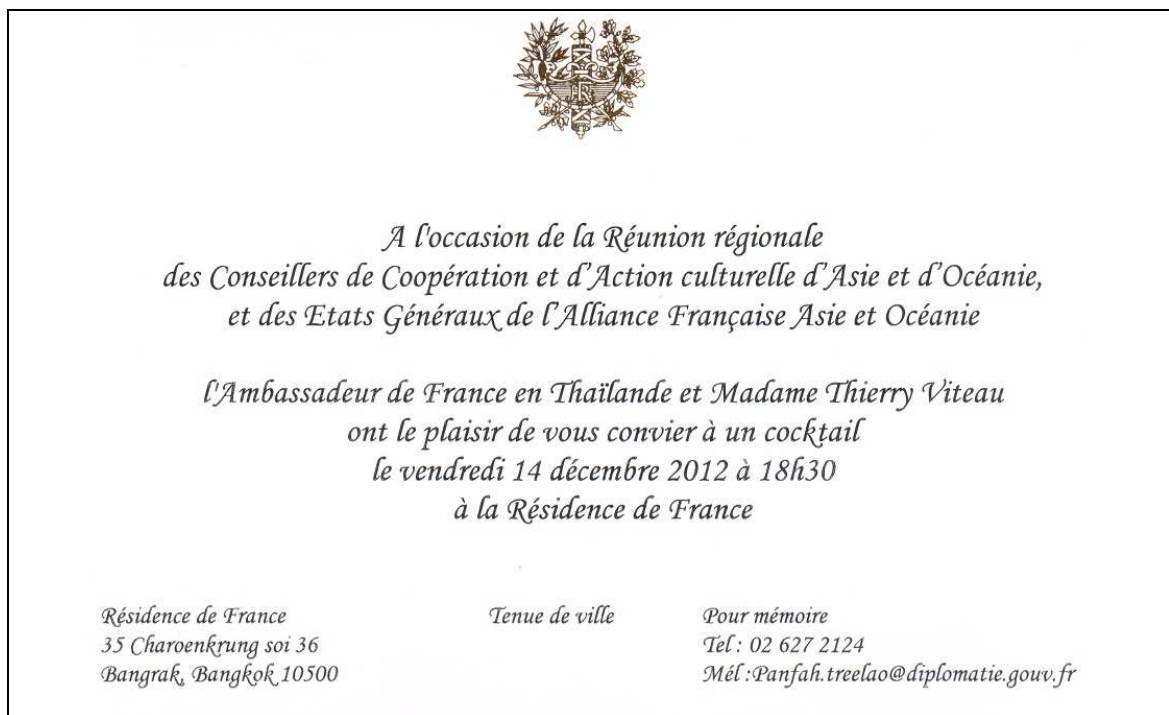 RF
A l'occasion de la Réunion régionale
des Conseillers de Coopération et d'Action culturelle d'Asie et d'Océanie,
et des Etats Généraux de l'Alliance Française Asie et Océanie
l'Ambassadeur de France en Thaïlande et Madame Thierry Viteau
ont le plaisir de vous convier à un cocktail
le vendredi 14 décembre 2012 à 18h30
à la Résidence de France
Résidence de France
35 Charoenkrung soi 36
Bangrak, Bangkok 10500
Tenue de ville
Pour mémoire
Tel : 02 627 2124
Mél :Panfah.treelao@diplomatie.gouv.fr